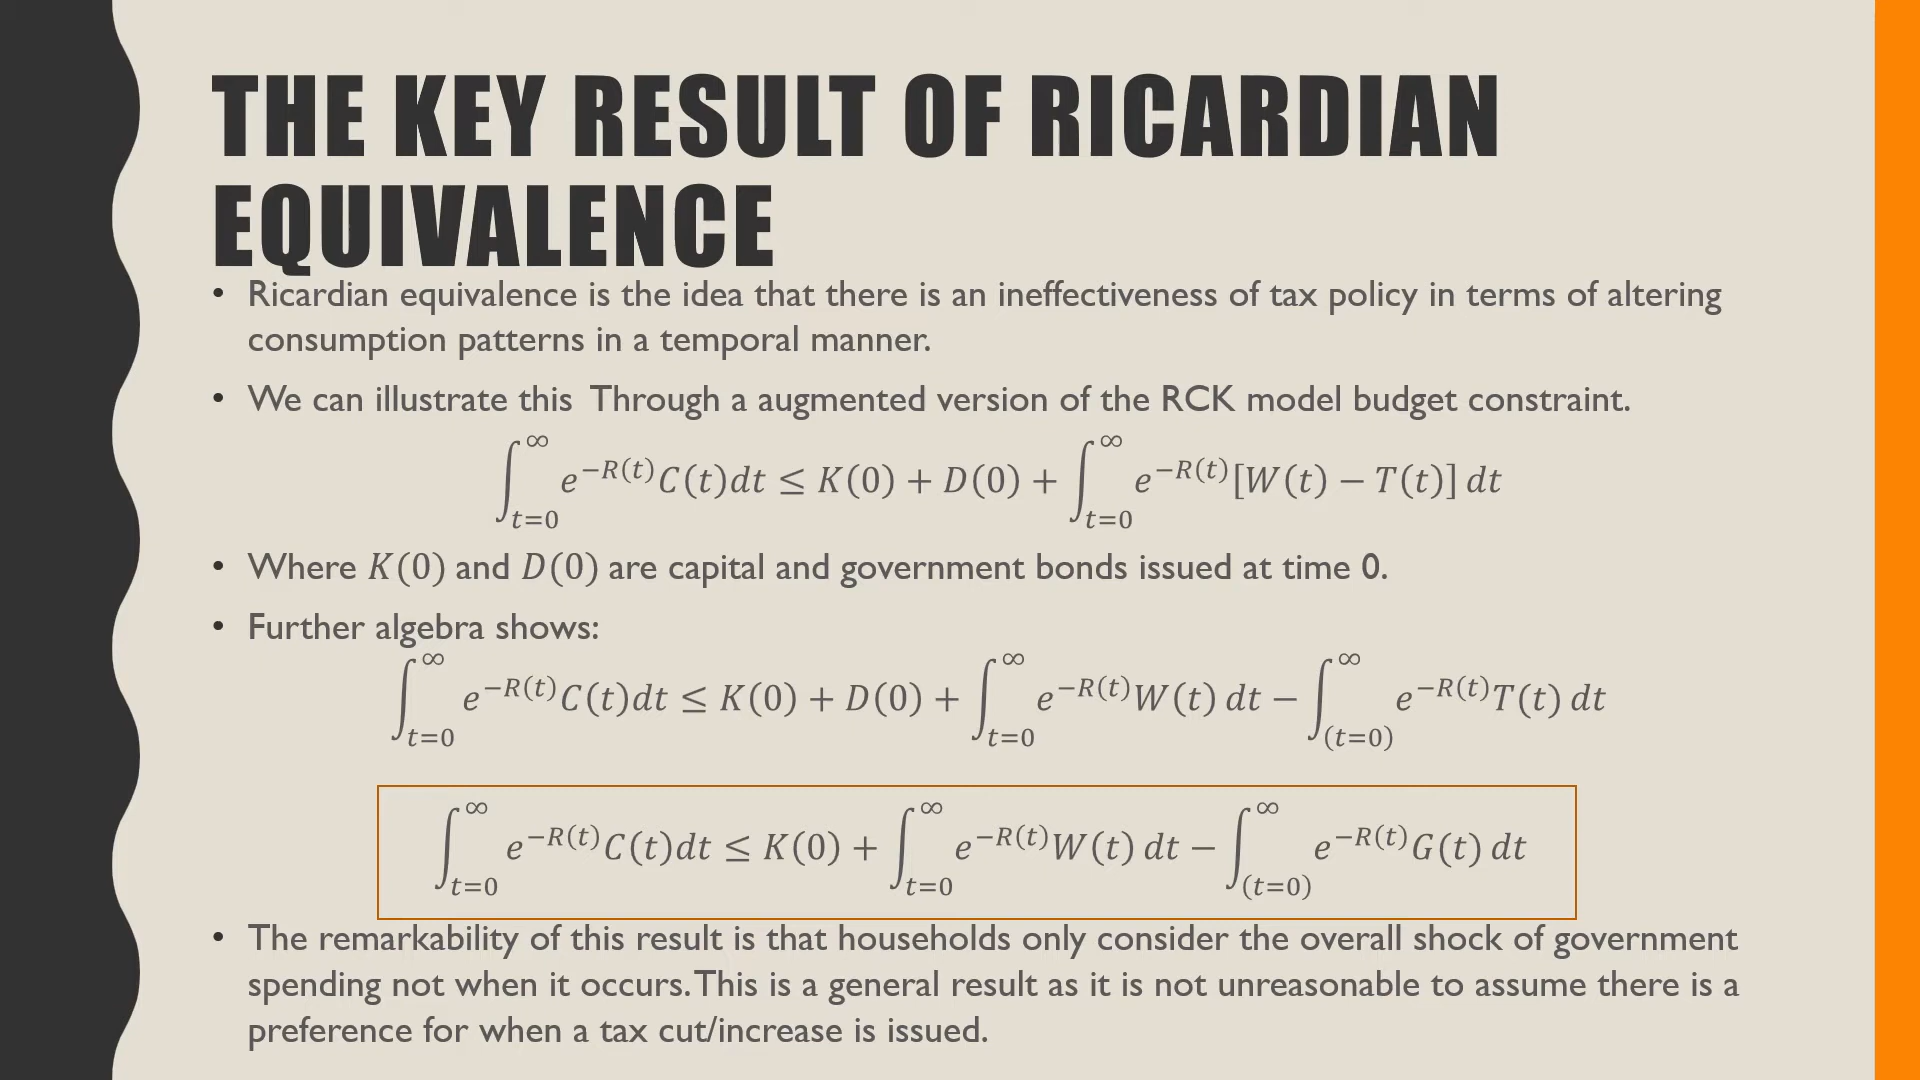 THE KEY RESULT OF RICARDIAN
EQUIVALENCE
• Ricardian equivalence is the idea that there is an ineffectiveness of tax policy in terms of altering
consumption patterns in a temporal manner.
• We can illustrate this  Through a augmented version of the RCK model budget constraint.
∫_{t=0}^{∞} e^{−R(t)} C(t)dt ≤ K(0) + D(0) + ∫_{t=0}^{∞} e^{−R(t)} [W(t) − T(t)] dt
• Where K(0) and D(0) are capital and government bonds issued at time 0.
• Further algebra shows:
∫_{t=0}^{∞} e^{−R(t)} C(t)dt ≤ K(0) + D(0) + ∫_{t=0}^{∞} e^{−R(t)} W(t) dt − ∫_{(t=0)}^{∞} e^{−R(t)} T(t) dt
∫_{t=0}^{∞} e^{−R(t)} C(t)dt ≤ K(0) + ∫_{t=0}^{∞} e^{−R(t)} W(t) dt − ∫_{(t=0)}^{∞} e^{−R(t)} G(t) dt
• The remarkability of this result is that households only consider the overall shock of government
spending not when it occurs. This is a general result as it is not unreasonable to assume there is a
preference for when a tax cut/increase is issued.